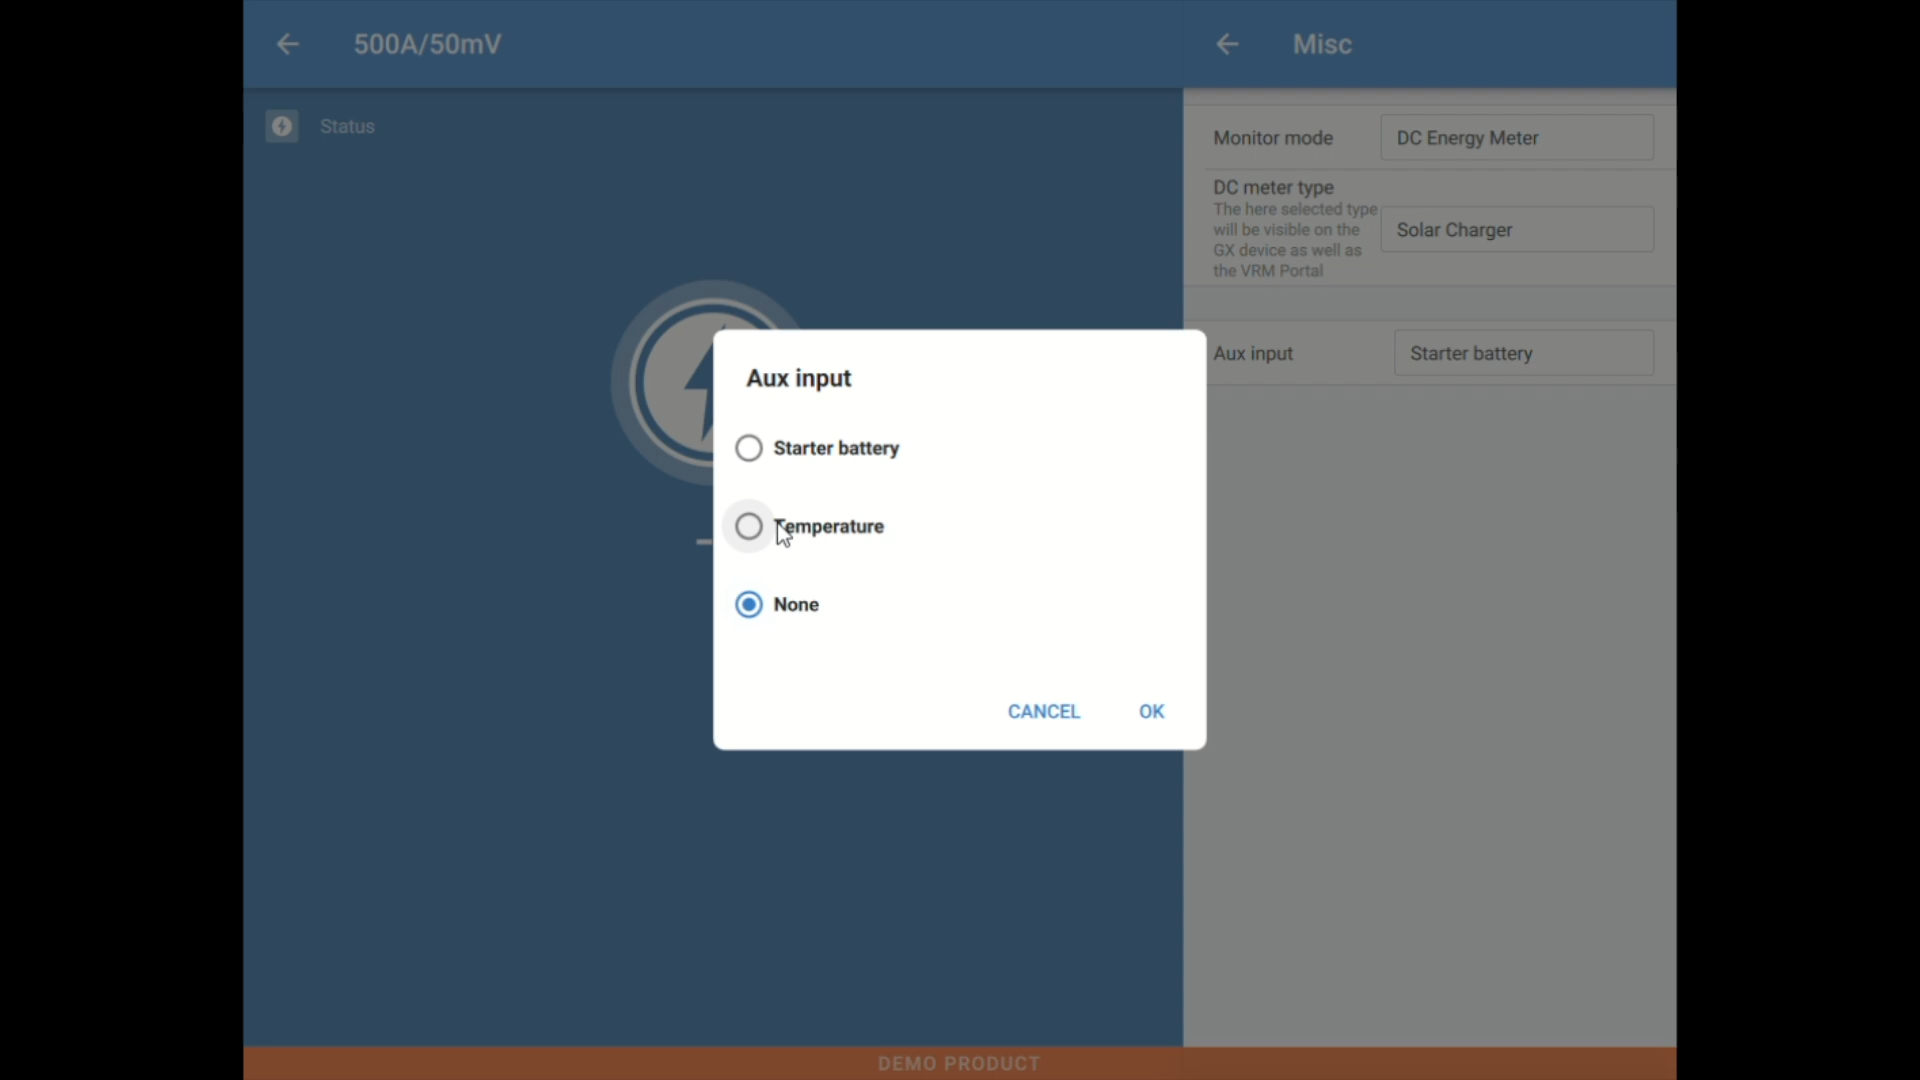 500A/50mV
Misc
Status
Monitor mode
DC Energy Meter
DC meter type
The here selected type
will be visible on the
GX device as well as
the VRM Portal
Solar Charger
Aux input
Starter battery
Aux input
Starter battery
Temperature
None
CANCEL
OK
DEMO PRODUCT